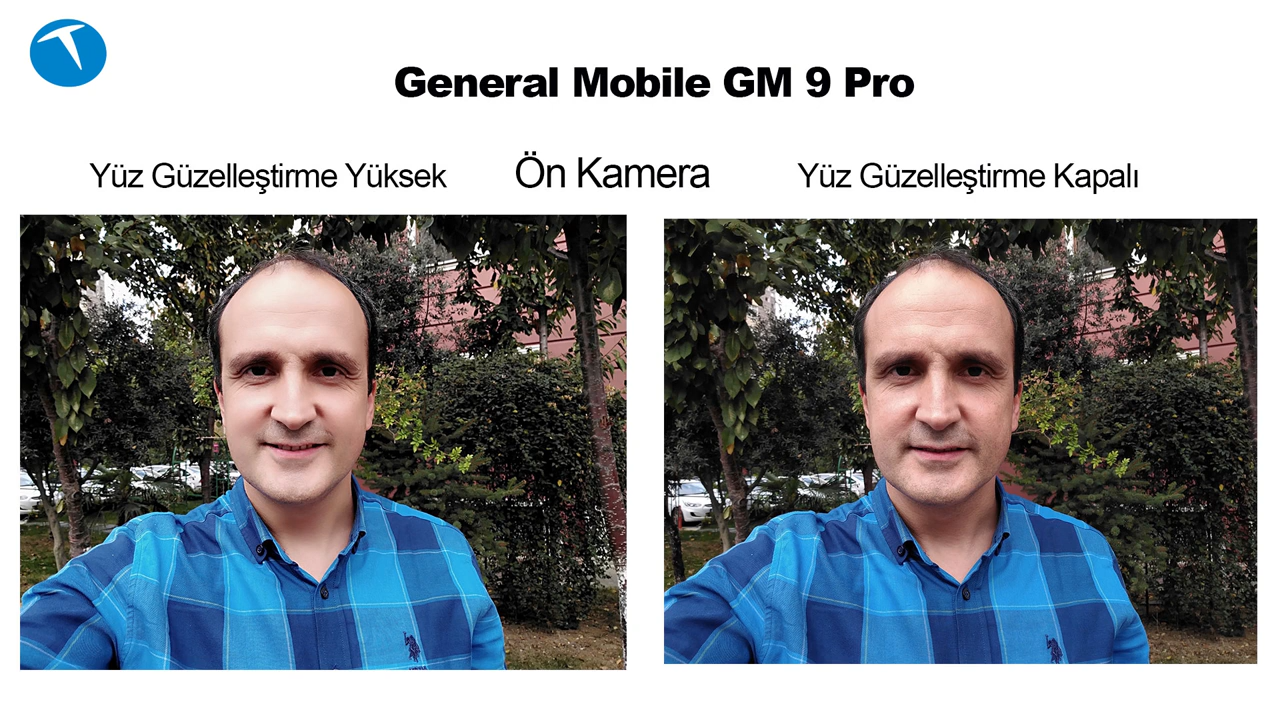 General Mobile GM 9 Pro
Yüz Güzelleştirme Yüksek
Ön Kamera
Yüz Güzelleştirme Kapalı